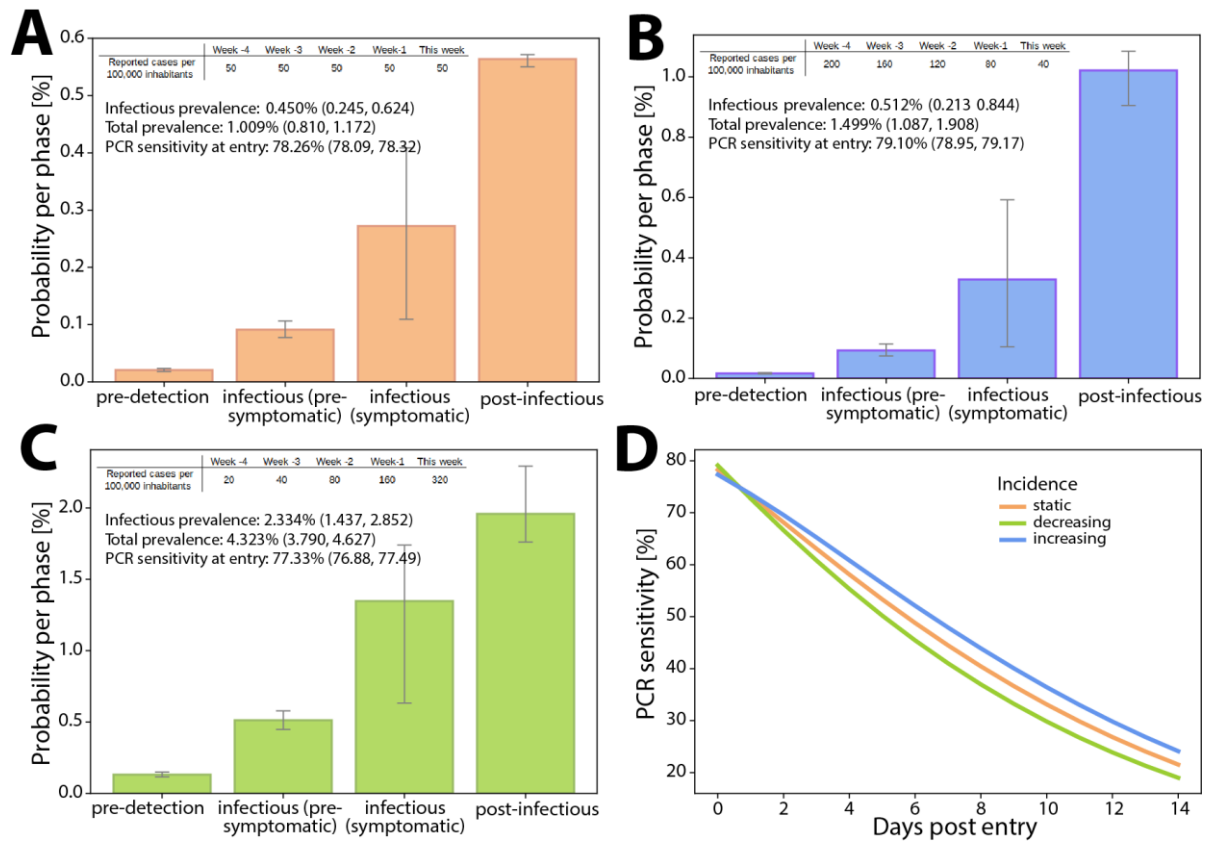 A
Probability per phase [%]
0.6
0.5
0.3
0.2
0.1
0.0
Week -4 Week -3 Week -2 Week-1 This week
Reported cases per
100,000 inhabitants
50 50 50 50 50
Infectious prevalence: 0.450% (0.245, 0.624)
Total prevalence: 1.009% (0.810, 1.172)
PCR sensitivity at entry: 78.26% (78.09, 78.32)
pre-detection
infectious (pre-
symptomatic)
infectious
(symptomatic)
post-infectious
B
Probability per phase [%]
1.0
0.8
0.6
0.4
0.2
0.0
Week -4 Week -3 Week -2 Week-1 This week
Reported cases per
100,000 inhabitants
200 160 120 80 40
Infectious prevalence: 0.512% (0.213 0.844)
Total prevalence: 1.499% (1.087, 1.908)
PCR sensitivity at entry: 79.10% (78.95, 79.17)
pre-detection
infectious (pre-
symptomatic)
infectious
(symptomatic)
post-infectious
C
Probability per phase [%]
2.0
1.5
1.0
0.5
0.0
Week -4 Week -3 Week -2 Week-1 This week
Reported cases per
100,000 inhabitants
20 40 80 160 320
Infectious prevalence: 2.334% (1.437, 2.852)
Total prevalence: 4.323% (3.790, 4.627)
PCR sensitivity at entry: 77.33% (76.88, 77.49)
pre-detection
infectious (pre-
symptomatic)
infectious
(symptomatic)
post-infectious
D
PCR sensitivity [%]
80
70
60
50
40
30
20
Incidence
static
decreasing
increasing
0 2 4 6 8 10 12 14
Days post entry